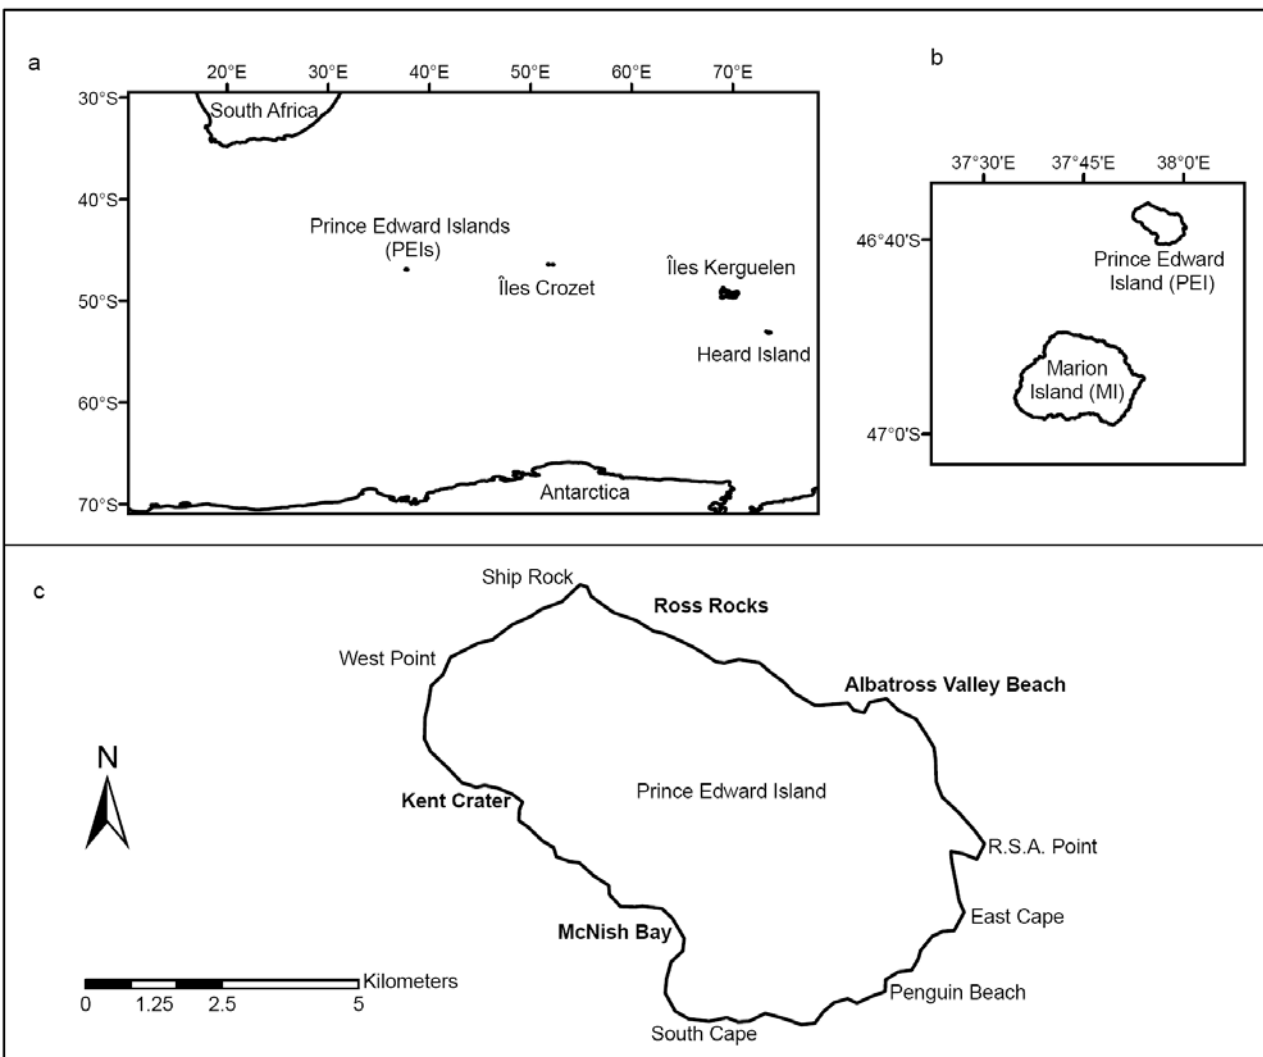 a
20°E 30°E 40°E 50°E 60°E 70°E
30°S
South Africa
40°S
Prince Edward Islands
(PEIs)
Îles Crozet
Îles Kerguelen
50°S
Heard Island
60°S
Antarctica
70°S
b
37°30'E 37°45'E 38°0'E
46°40'S
Prince Edward
Island (PEI)
Marion
Island (MI)
47°0'S
c
Ship Rock
Ross Rocks
West Point
Albatross Valley Beach
N
Kent Crater
Prince Edward Island
R.S.A. Point
East Cape
McNish Bay
Penguin Beach
South Cape
Kilometers
0 1.25 2.5 5